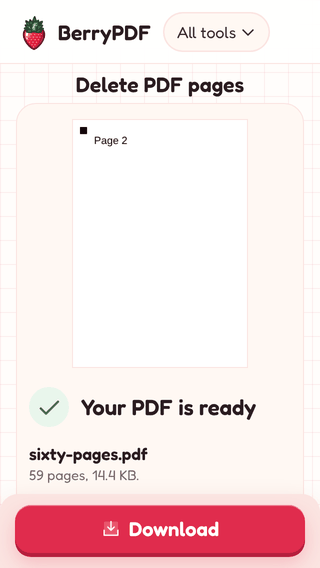 BerryPDF
All tools
Delete PDF pages
Page 2
Your PDF is ready
sixty-pages.pdf
59 pages, 14.4 KB.
Download